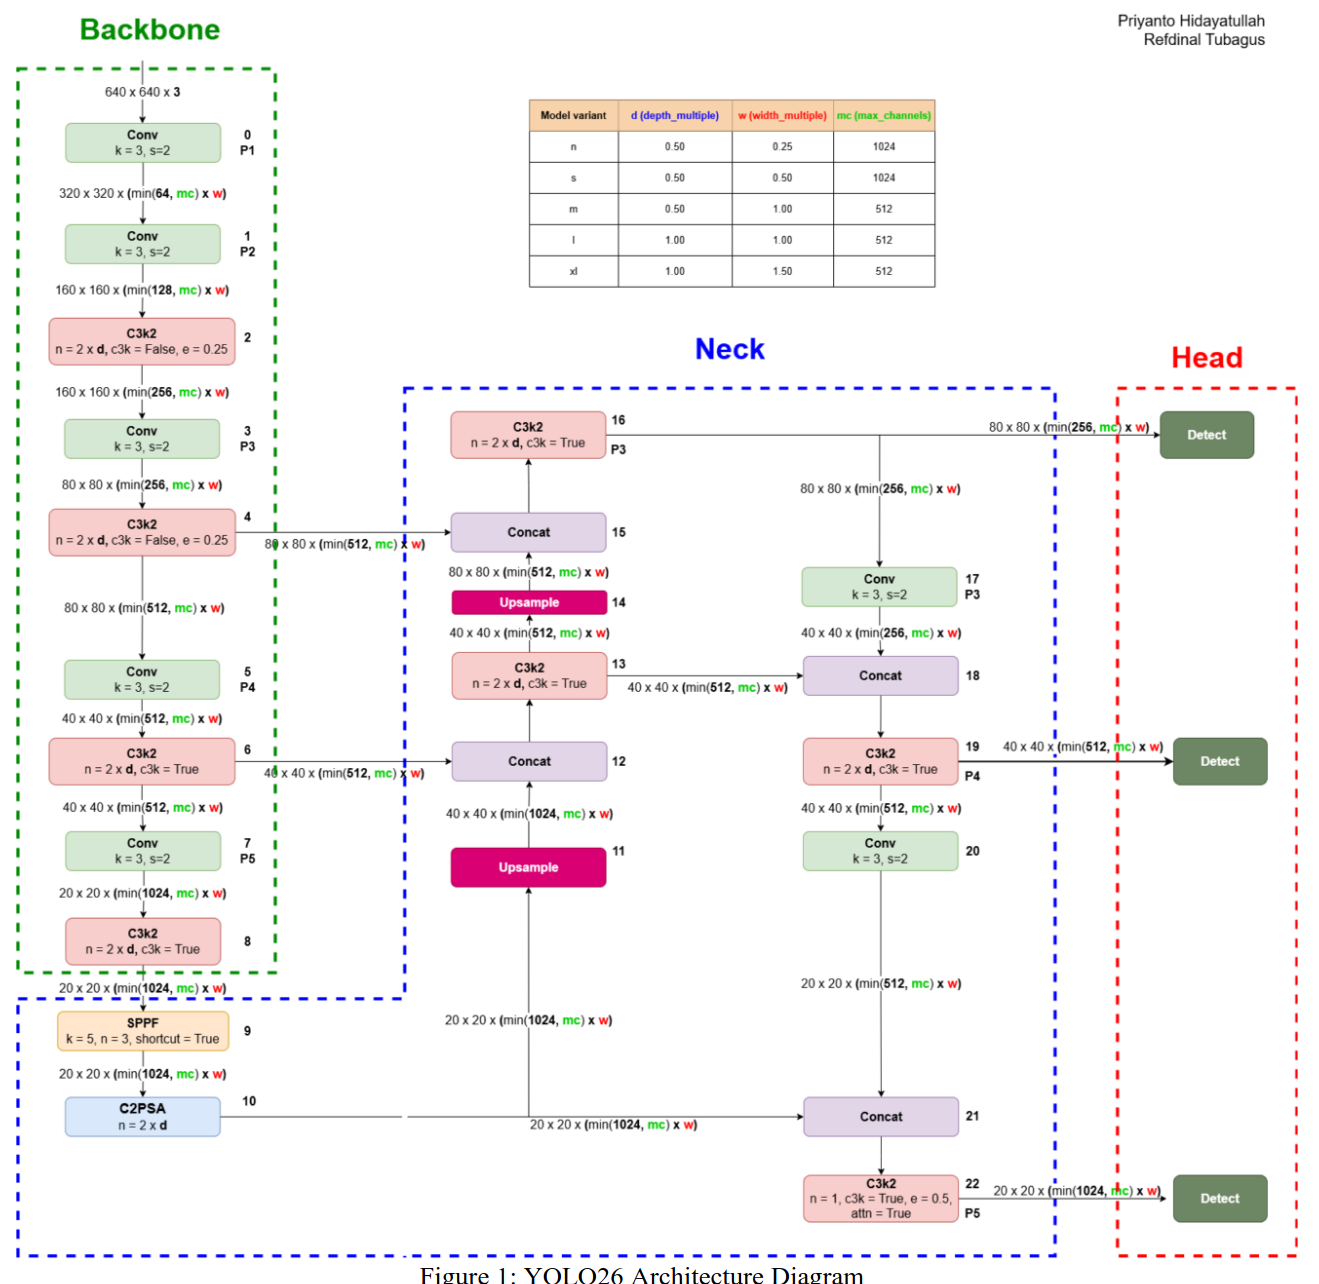 Backbone
Priyanto Hidayatullah
Refdinal Tubagus
640 x 640 x 3
Conv
k = 3, s=2
0
P1
320 x 320 x (min(64, mc) x w)
Conv
k = 3, s=2
1
P2
160 x 160 x (min(128, mc) x w)
C3k2
n = 2 x d, c3k = False, e = 0.25
2
160 x 160 x (min(256, mc) x w)
Conv
k = 3, s=2
3
P3
80 x 80 x (min(256, mc) x w)
C3k2
n = 2 x d, c3k = False, e = 0.25
4
80 x 80 x (min(512, mc) x w)
80 x 80 x (min(512, mc) x w)
Conv
k = 3, s=2
5
P4
40 x 40 x (min(512, mc) x w)
C3k2
n = 2 x d, c3k = True
6
40 x 40 x (min(512, mc) x w)
40 x 40 x (min(512, mc) x w)
Conv
k = 3, s=2
7
P5
20 x 20 x (min(1024, mc) x w)
C3k2
n = 2 x d, c3k = True
8
20 x 20 x (min(1024, mc) x w)
SPPF
k = 5, n = 3, shortcut = True
9
20 x 20 x (min(1024, mc) x w)
C2PSA
n = 2 x d
10
Model variant d (depth_multiple) w (width_multiple) mc (max_channels)
n 0.50 0.25 1024
s 0.50 0.50 1024
m 0.50 1.00 512
l 1.00 1.00 512
xl 1.00 1.50 512
Neck
C3k2
n = 2 x d, c3k = True
16
P3
Concat
15
80 x 80 x (min(512, mc) x w)
Upsample
14
40 x 40 x (min(512, mc) x w)
C3k2
n = 2 x d, c3k = True
13
40 x 40 x (min(512, mc) x w)
Concat
12
40 x 40 x (min(1024, mc) x w)
Upsample
11
20 x 20 x (min(1024, mc) x w)
20 x 20 x (min(1024, mc) x w)
80 x 80 x (min(256, mc) x w)
80 x 80 x (min(256, mc) x w)
Conv
k = 3, s=2
17
P3
40 x 40 x (min(256, mc) x w)
Concat
18
C3k2
n = 2 x d, c3k = True
19
P4
40 x 40 x (min(512, mc) x w)
40 x 40 x (min(512, mc) x w)
Conv
k = 3, s=2
20
20 x 20 x (min(512, mc) x w)
Concat
21
C3k2
n = 1, c3k = True, e = 0.5,
attn = True
22
P5
20 x 20 x (min(1024, mc) x w)
Head
Detect
Detect
Detect
Figure 1: YOLO26 Architecture Diagram